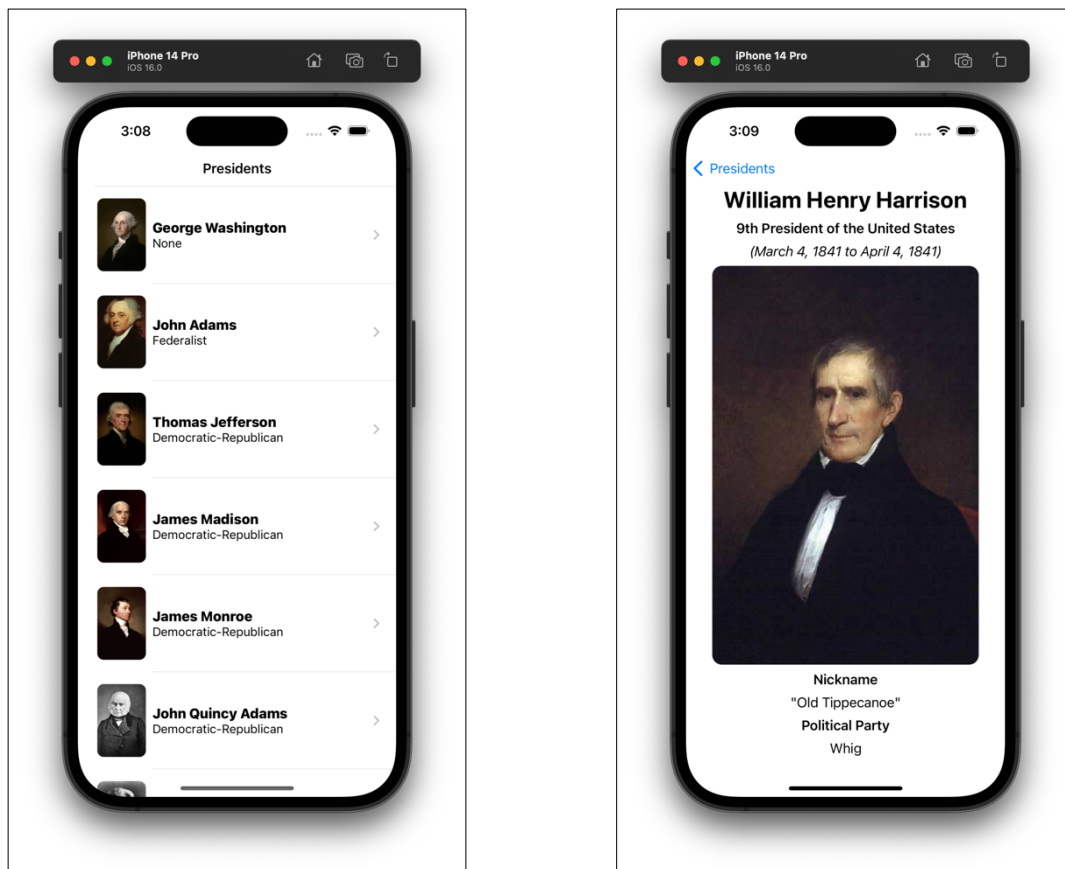 iPhone 14 Pro
iOS 16.0
3:08
Presidents
George Washington
None
John Adams
Federalist
Thomas Jefferson
Democratic-Republican
James Madison
Democratic-Republican
James Monroe
Democratic-Republican
John Quincy Adams
Democratic-Republican
iPhone 14 Pro
iOS 16.0
3:09
Presidents
William Henry Harrison
9th President of the United States
(March 4, 1841 to April 4, 1841)
Nickname
"Old Tippecanoe"
Political Party
Whig